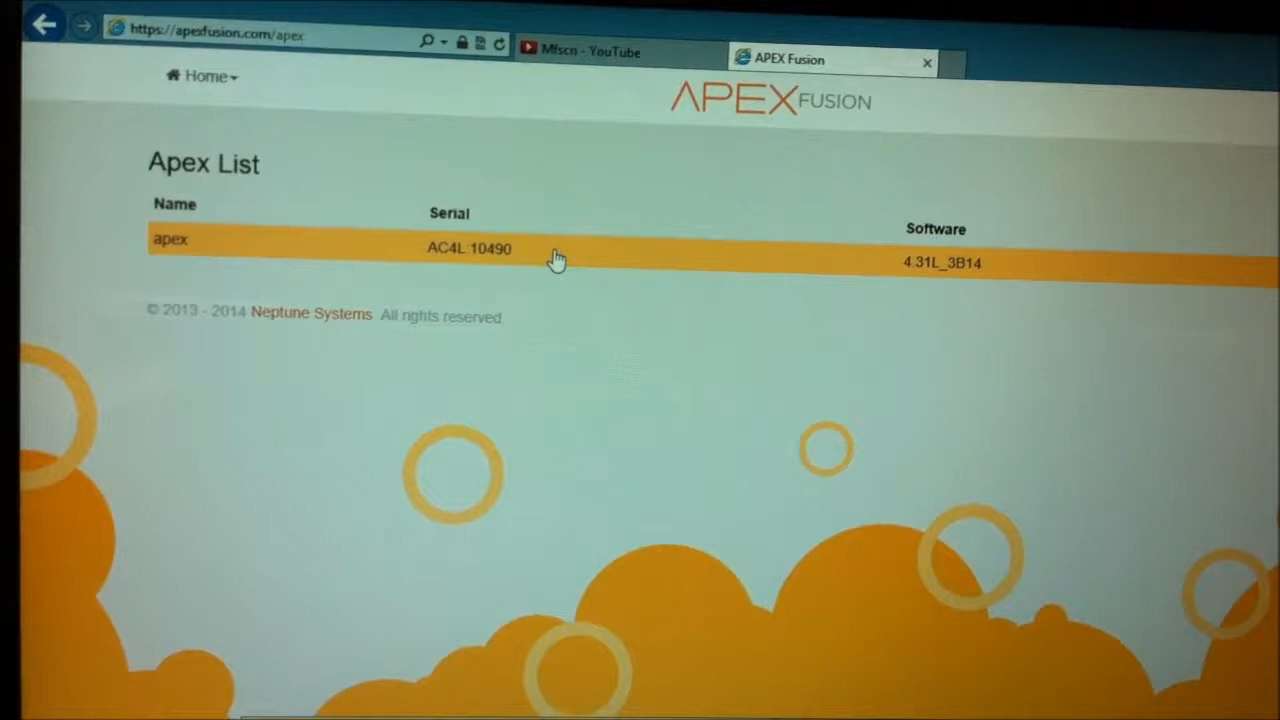 https://apexfusion.com/apex
Mfscn - YouTube
APEX Fusion
Home
APEX FUSION
Apex List
Name
Serial
Software
apex
AC4L:10490
4.31L_3B14
© 2013 - 2014 Neptune Systems All rights reserved